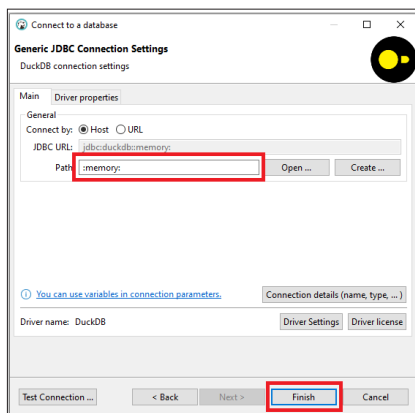 Connect to a database
Generic JDBC Connection Settings
DuckDB connection settings
Main Driver properties
General
Connect by: Host URL
JDBC URL: jdbc:duckdb::memory:
Path: :memory: Open ... Create ...
You can use variables in connection parameters. Connection details (name, type, ... )
Driver name: DuckDB Driver Settings Driver license
Test Connection ... < Back Next > Finish Cancel